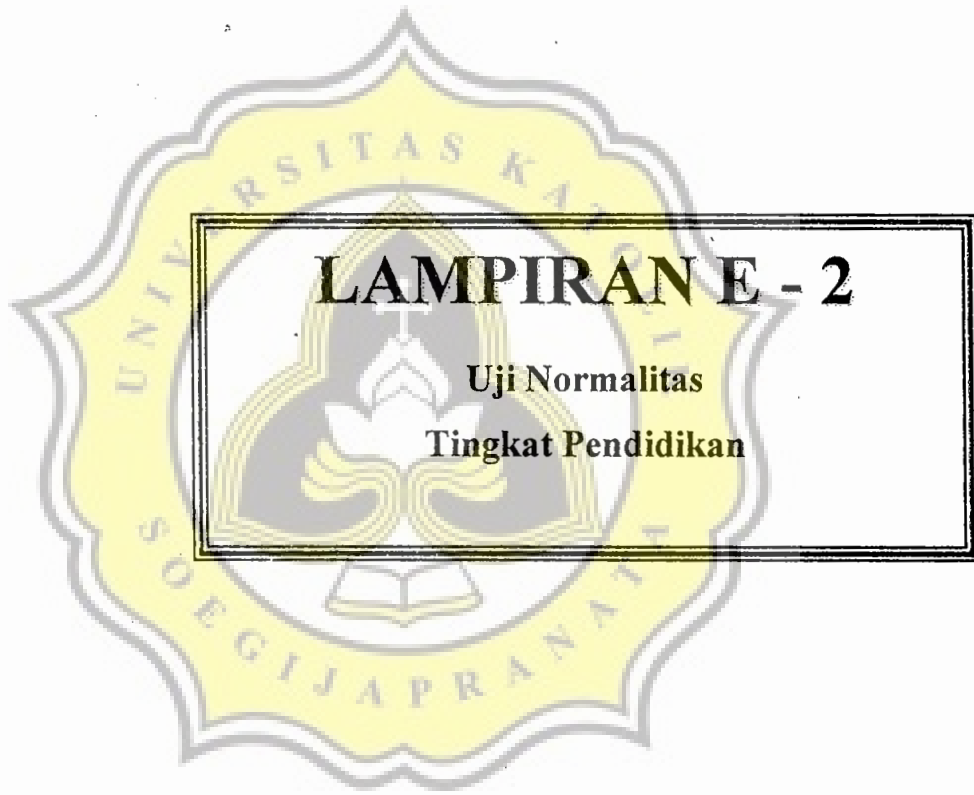 LAMPIRAN E - 2
Uji Normalitas
Tingkat Pendidikan
UNIVERSITAS KATOLIK
SOEGIJAPRANATA